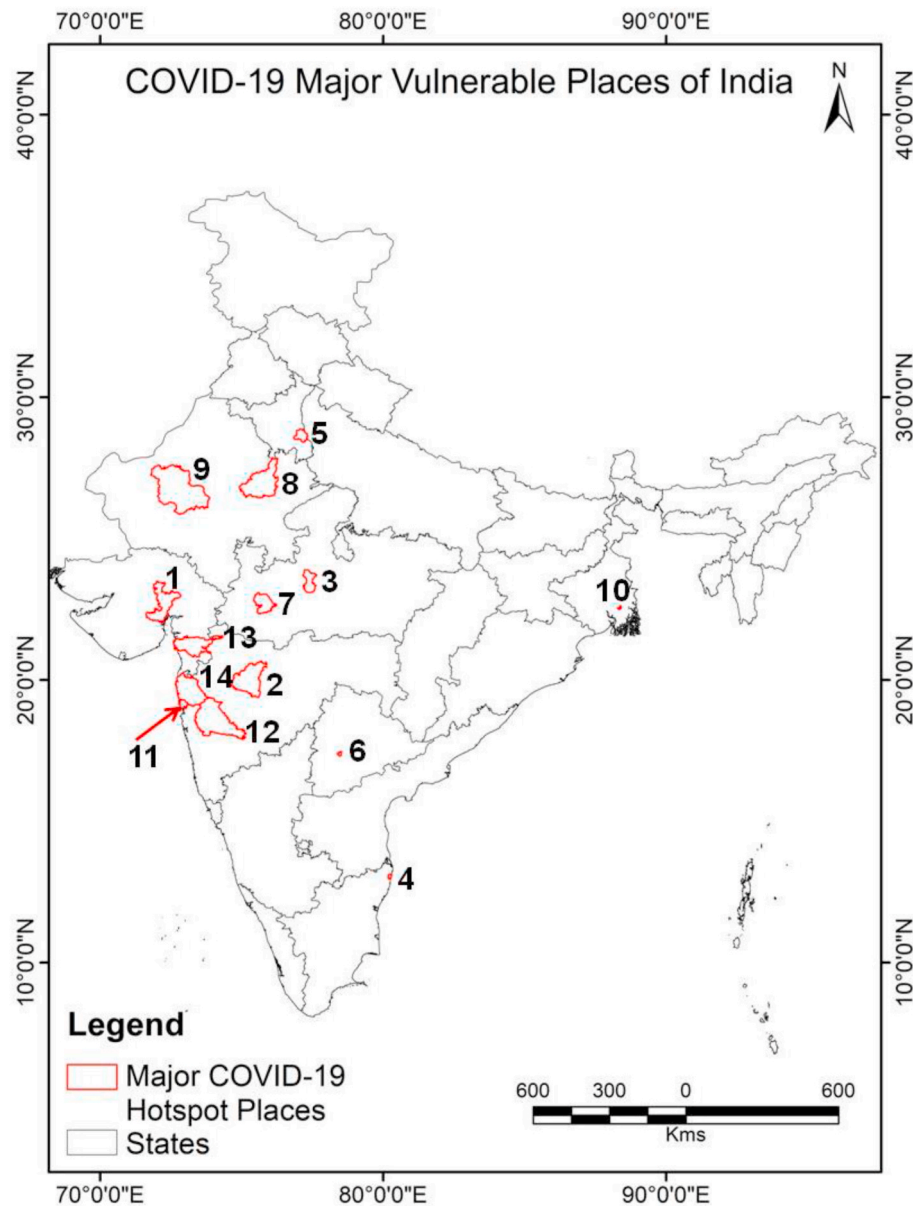 70°0'0"E 80°0'0"E 90°0'0"E
COVID-19 Major Vulnerable Places of India
N
40°0'0"N 40°0'0"N
30°0'0"N 30°0'0"N
5
9
8
1
3
7
10
13
20°0'0"N 20°0'0"N
14
2
12
11
6
4
10°0'0"N 10°0'0"N
Legend
Major COVID-19
Hotspot Places
States
600 300 0 600
Kms
70°0'0"E 80°0'0"E 90°0'0"E